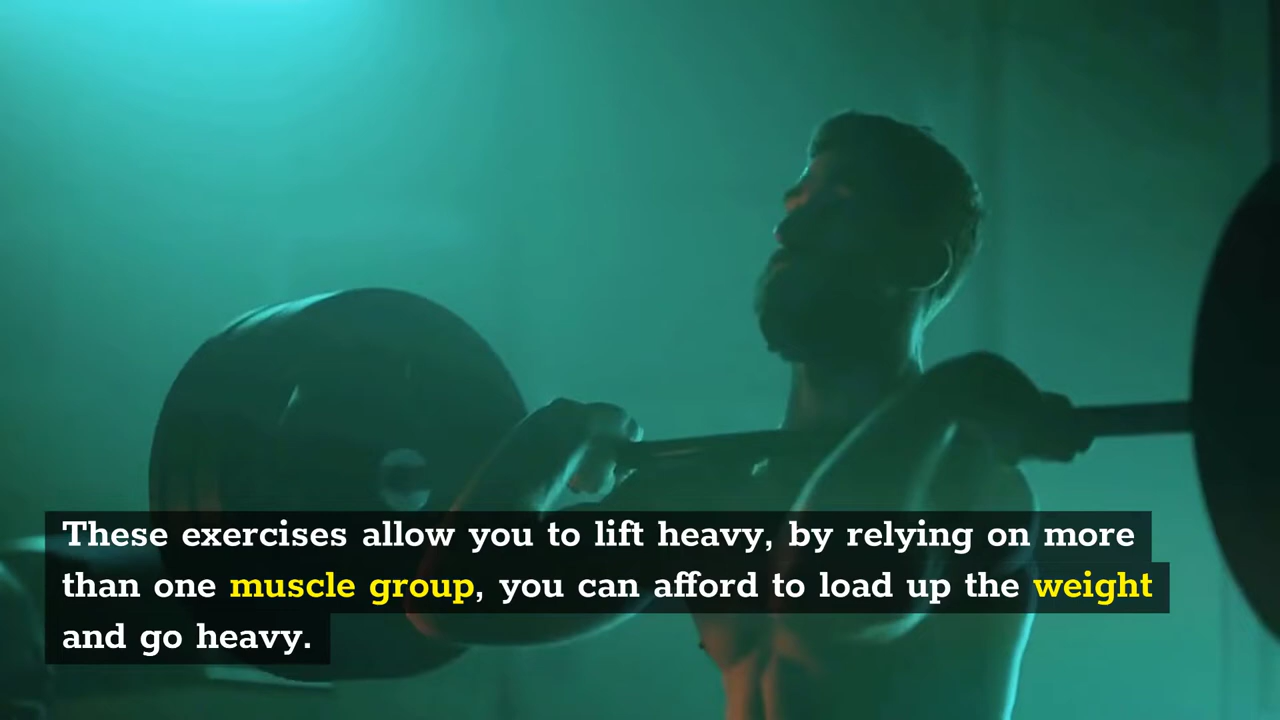 These exercises allow you to lift heavy, by relying on more
than one muscle group, you can afford to load up the weight
and go heavy.